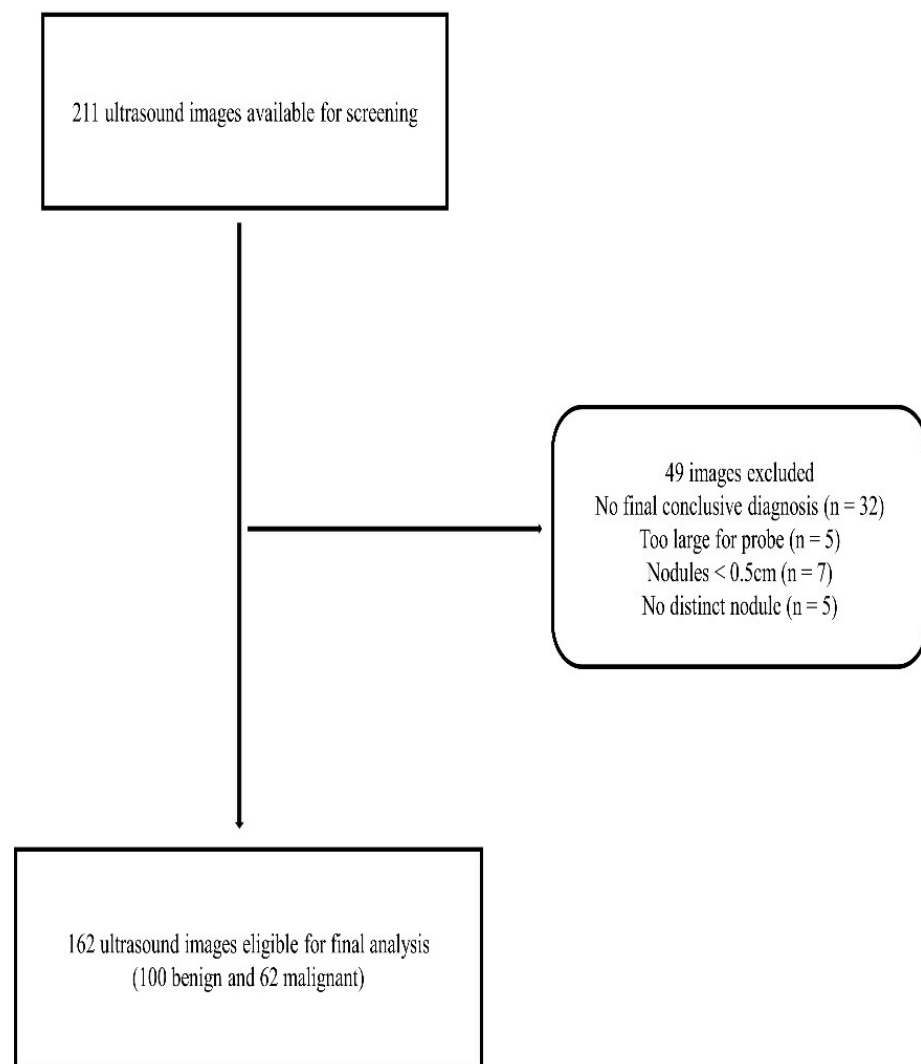 211 ultrasound images available for screening
49 images excluded
No final conclusive diagnosis (n = 32)
Too large for probe (n = 5)
Nodules < 0.5cm (n = 7)
No distinct nodule (n = 5)
162 ultrasound images eligible for final analysis
(100 benign and 62 malignant)